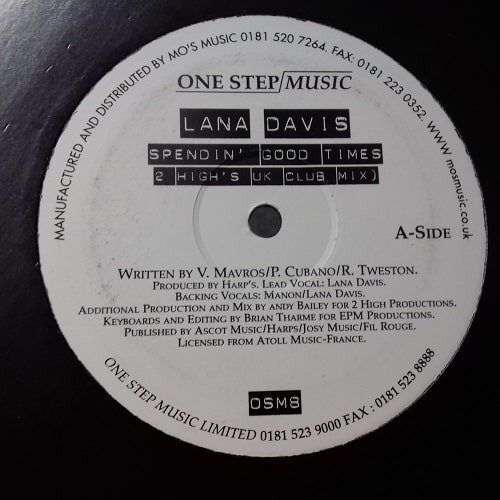 MANUFACTURED AND DISTRIBUTED BY MO'S MUSIC 0181 520 7264. FAX: 0181 223 0352. WWW.mosmusic.co.uk
ONE STEP/MUSIC
LANA DAVIS
SPENDIN' GOOD TIMES
2 HIGH'S UK CLUB MIX)
A-SIDE
WRITTEN BY V. MAVROS/P. CUBANO/R. TWESTON.
PRODUCED BY HARP'S. LEAD VOCAL: LANA DAVIS.
BACKING VOCALS: MANON/LANA DAVIS.
ADDITIONAL PRODUCTION AND MIX BY ANDY BAILEY FOR 2 HIGH PRODUCTIONS.
KEYBOARDS AND EDITING BY BRIAN THARME FOR EPM PRODUCTIONS.
PUBLISHED BY ASCOT MUSIC/HARPS/JOSY MUSIC/FIL ROUGE.
LICENSED FROM ATOLL MUSIC-FRANCE.
OSM8
ONE STEP MUSIC LIMITED 0181 523 9000 FAX : 0181 523 8888